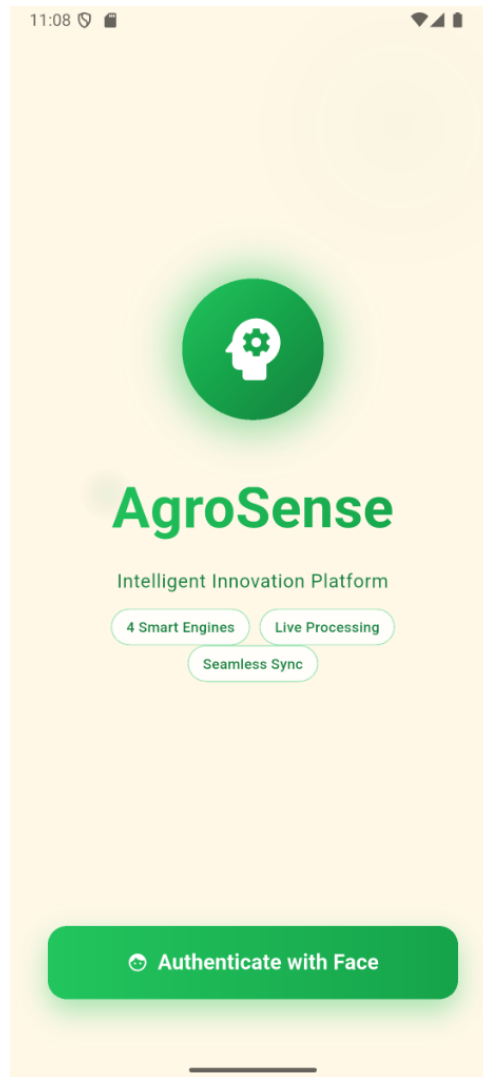 11:08
AgroSense
Intelligent Innovation Platform
4 Smart Engines Live Processing
Seamless Sync
Authenticate with Face